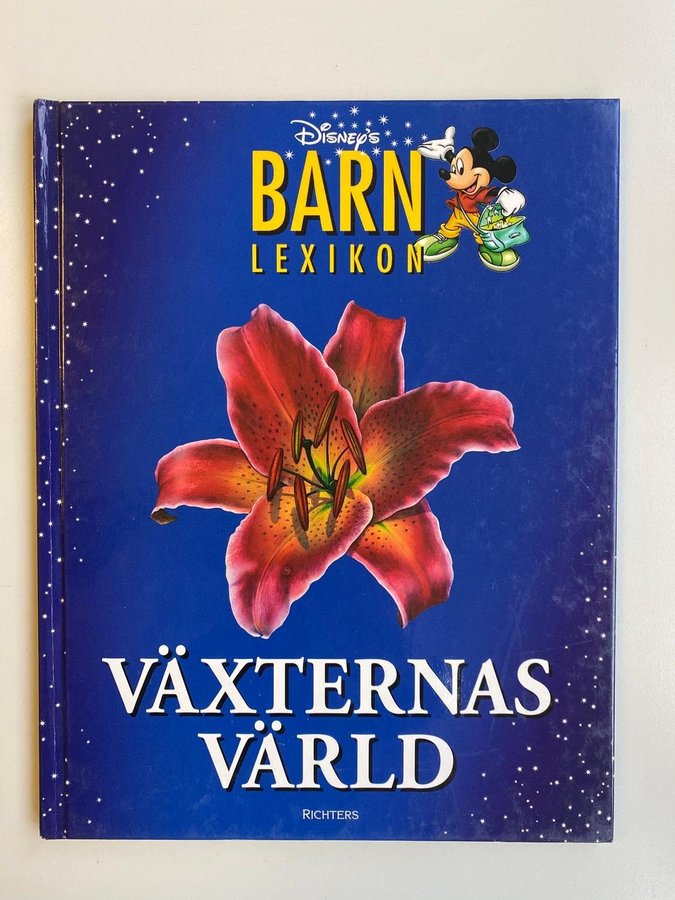 Disney's
BARN
LEXIKON
VÄXTERNAS
VÄRLD
RICHTERS